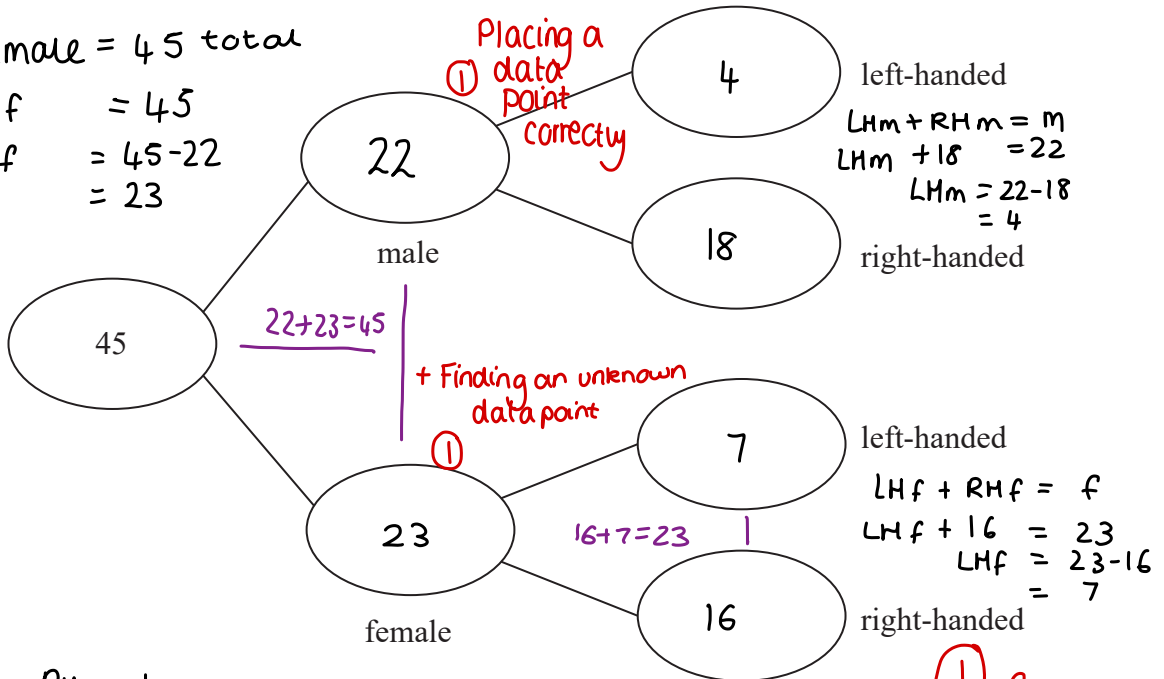 male = 45 total
f = 45
f = 45-22
= 23
① Placing a
data
point
correctly
4
left-handed
LHm + RHm = m
LHm +18 =22
LHm = 22-18
= 4
22
male
18
right-handed
45
22+23=45
+ Finding an unknown
data point
①
7
left-handed
LHf + RHf = f
LHf + 16 = 23
LHf = 23-16
= 7
23
female
16+7=23
16
right-handed